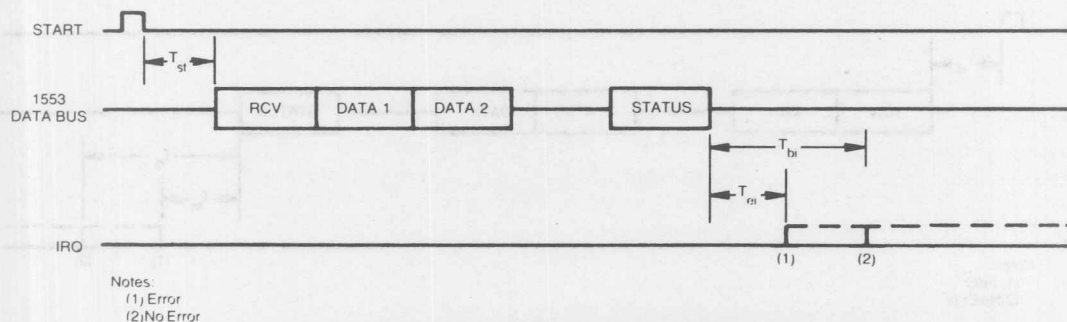 START
T_st
1553
DATA BUS
RCV DATA 1 DATA 2 STATUS
T_bi
T_ei
IRQ
(1) (2)
Notes:
(1) Error
(2) No Error